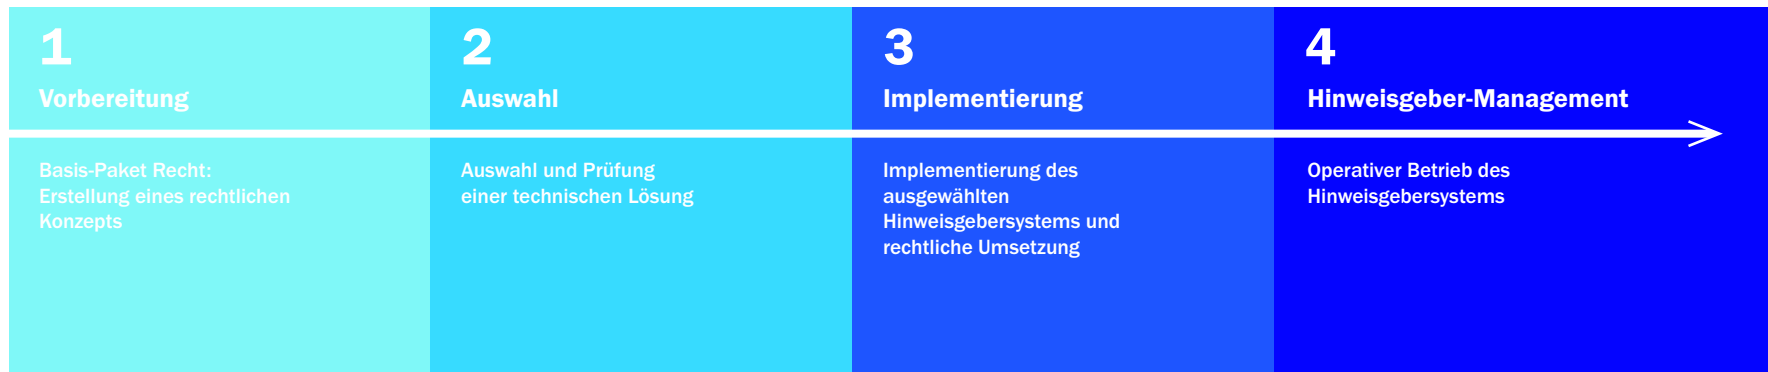 1
Vorbereitung
Basis-Paket Recht:
Erstellung eines rechtlichen
Konzepts
2
Auswahl
Auswahl und Prüfung
einer technischen Lösung
3
Implementierung
Implementierung des
ausgewählten
Hinweisgebersystems und
rechtliche Umsetzung
4
Hinweisgeber-Management
Operativer Betrieb des
Hinweisgebersystems